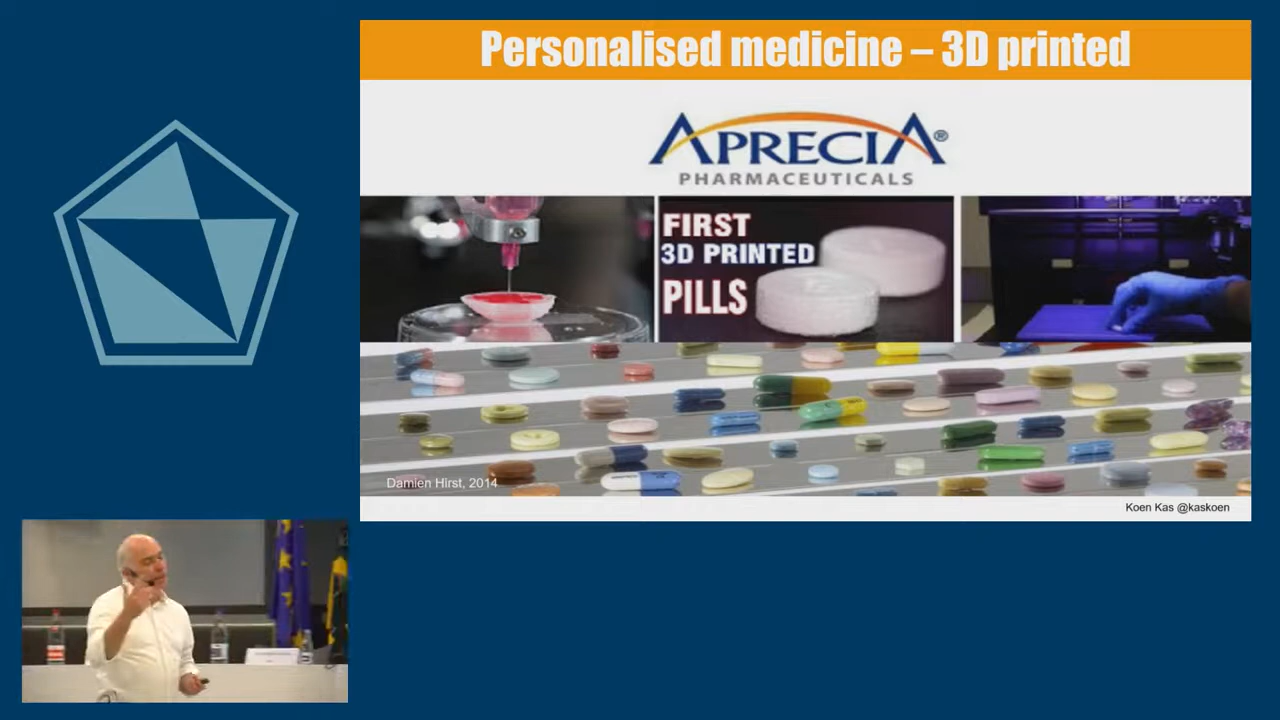 Personalised medicine – 3D printed
APRECIA®
PHARMACEUTICALS
FIRST
3D PRINTED
PILLS
Damien Hirst, 2014
Koen Kas @kaskoen